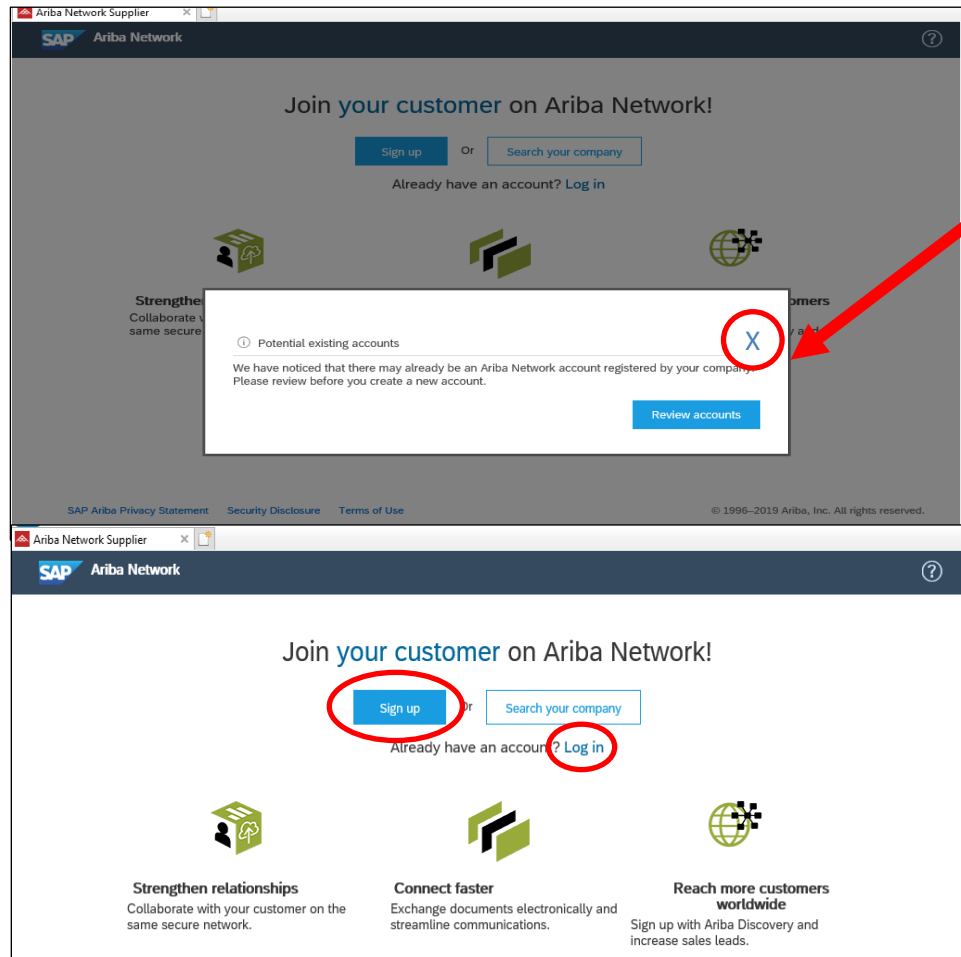 Ariba Network Supplier
SAP Ariba Network
Join your customer on Ariba Network!
Sign up Or Search your company
Already have an account? Log in
Strengthe
Collaborate
same secure
omers
Potential existing accounts X
We have noticed that there may already be an Ariba Network account registered by your company.
Please review before you create a new account.
Review accounts
SAP Ariba Privacy Statement Security Disclosure Terms of Use © 1996–2019 Ariba, Inc. All rights reserved.
Ariba Network Supplier
SAP Ariba Network
Join your customer on Ariba Network!
Sign up Or Search your company
Already have an account? Log in
Strengthen relationships
Collaborate with your customer on the
same secure network.
Connect faster
Exchange documents electronically and
streamline communications.
Reach more customers
worldwide
Sign up with Ariba Discovery and
increase sales leads.